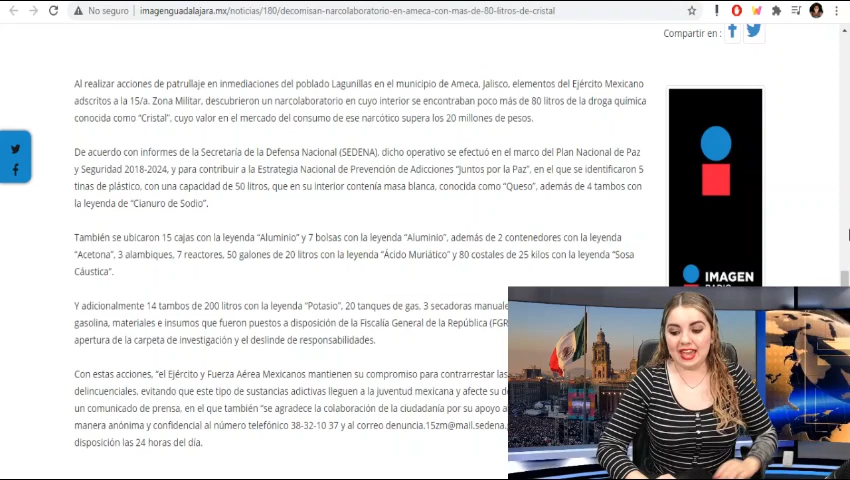 No seguro
imagenguadalajara.mx/noticias/180/decomisan-narcolaboratorio-en-ameca-con-mas-de-80-litros-de-cristal
Compartir en :
Al realizar acciones de patrullaje en inmediaciones del poblado Lagunillas en el municipio de Ameca, Jalisco, elementos del Ejército Mexicano
adscritos a la 15/a. Zona Militar, descubrieron un narcolaboratorio en cuyo interior se encontraban poco más de 80 litros de la droga química
conocida como “Cristal”, cuyo valor en el mercado del consumo de ese narcótico supera los 20 millones de pesos.
De acuerdo con informes de la Secretaría de la Defensa Nacional (SEDENA), dicho operativo se efectuó en el marco del Plan Nacional de Paz
y Seguridad 2018-2024, y para contribuir a la Estrategia Nacional de Prevención de Adicciones “Juntos por la Paz”, en el que se identificaron 5
tinas de plástico, con una capacidad de 50 litros, que en su interior contenía masa blanca, conocida como “Queso”, además de 4 tambos con
la leyenda de “Cianuro de Sodio”.
También se ubicaron 15 cajas con la leyenda “Aluminio” y 7 bolsas con la leyenda “Aluminio”, además de 2 contenedores con la leyenda
“Acetona”, 3 alambiques, 7 reactores, 50 galones de 20 litros con la leyenda “Ácido Muriático” y 80 costales de 25 kilos con la leyenda “Sosa
Cáustica”.
Y adicionalmente 14 tambos de 200 litros con la leyenda “Potasio”, 20 tanques de gas, 3 secadoras manuale
gasolina, materiales e insumos que fueron puestos a disposición de la Fiscalía General de la República (FGR
apertura de la carpeta de investigación y el deslinde de responsabilidades.
Con estas acciones, “el Ejército y Fuerza Aérea Mexicanos mantienen su compromiso para contrarrestar las
delincuenciales, evitando que este tipo de sustancias adictivas lleguen a la juventud mexicana y afecte su de
un comunicado de prensa, en el que también “se agradece la colaboración de la ciudadanía por su apoyo a
manera anónima y confidencial al número telefónico 38-32-10 37 y al correo denuncia.15zm@mail.sedena.
disposición las 24 horas del día.
IMAGEN